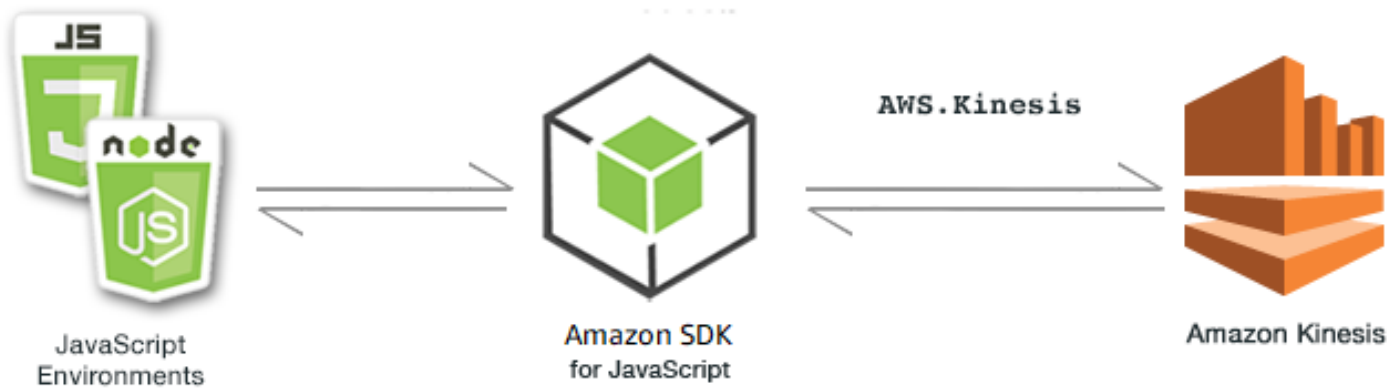 JS
node
JS
AWS.Kinesis
JavaScript
Environments
Amazon SDK
for JavaScript
Amazon Kinesis